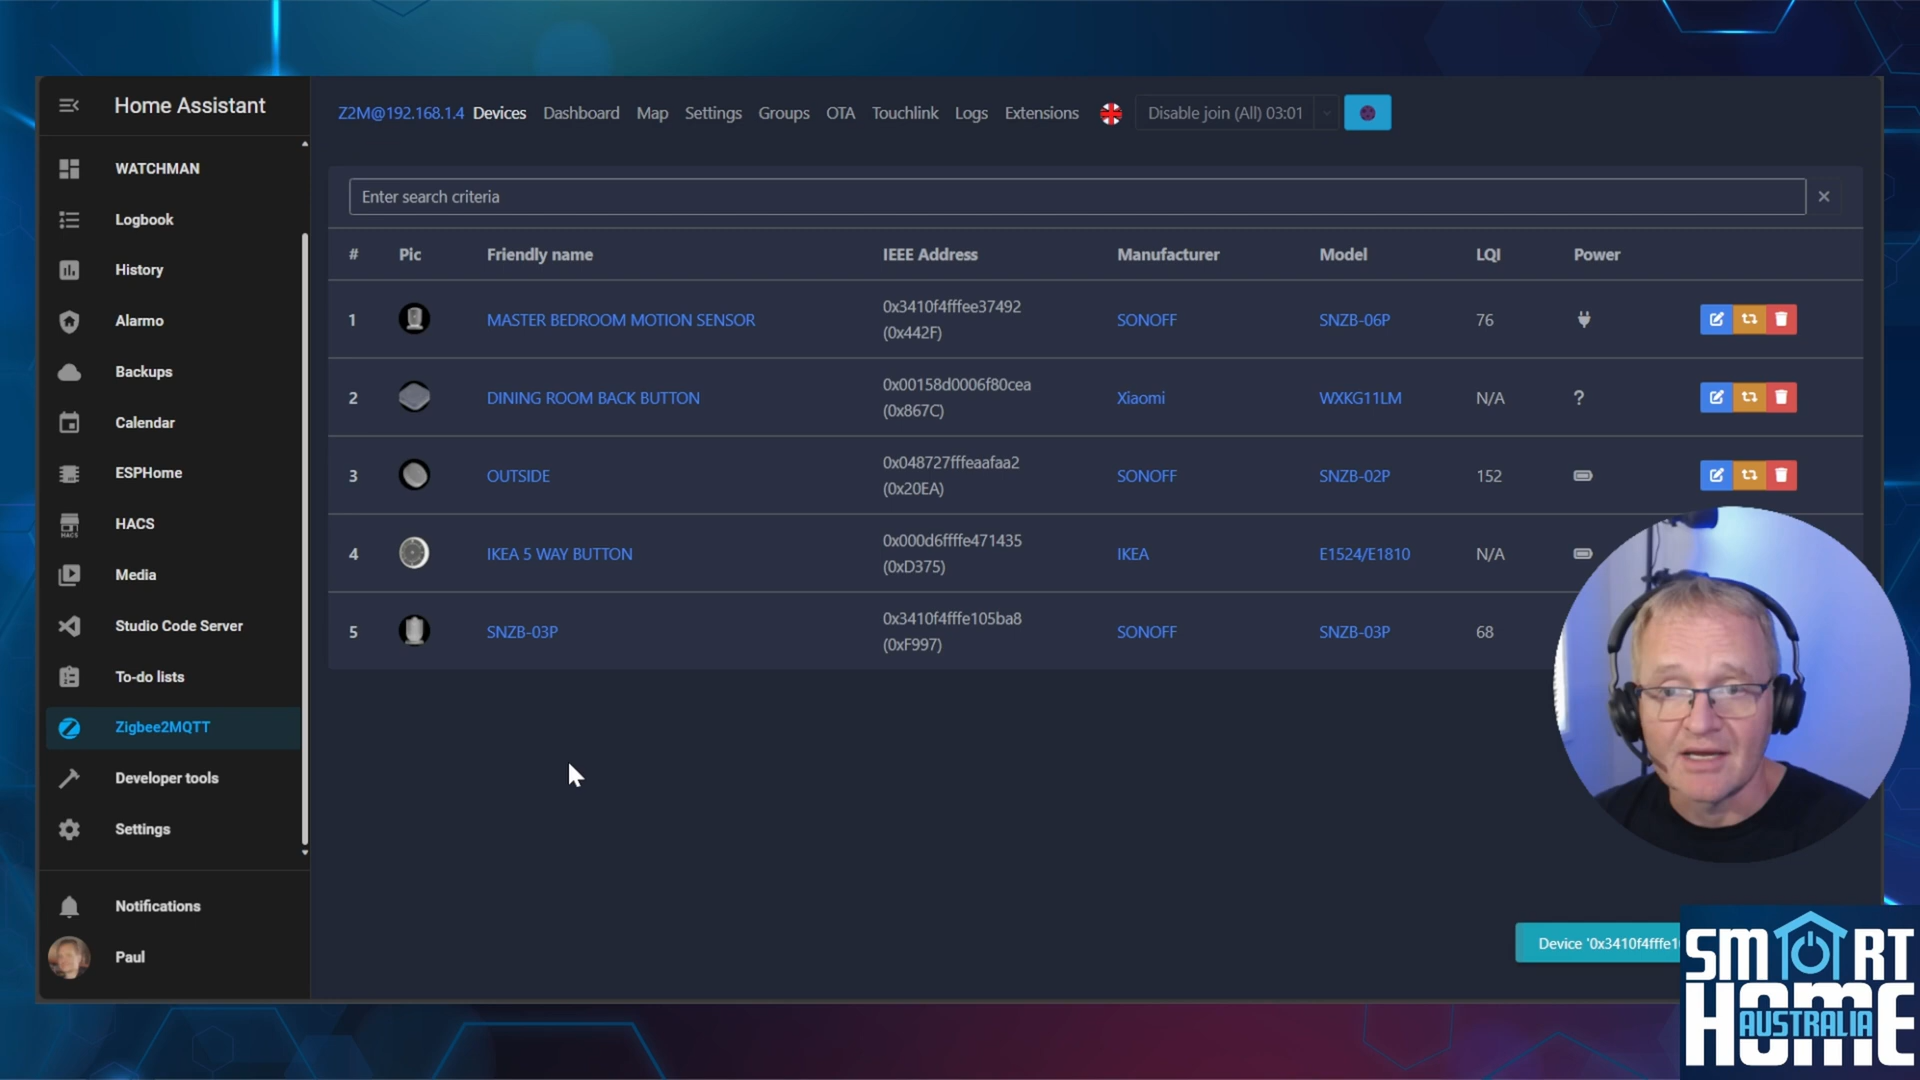 Home Assistant
WATCHMAN
Logbook
History
Alarmo
Backups
Calendar
ESPHome
HACS
HACS
Media
Studio Code Server
To-do lists
Zigbee2MQTT
Developer tools
Settings
Notifications
Paul
Z2M@192.168.1.4 Devices Dashboard Map Settings Groups OTA Touchlink Logs Extensions Disable join (All) 03:01
Enter search criteria
# Pic Friendly name IEEE Address Manufacturer Model LQI Power
1 MASTER BEDROOM MOTION SENSOR 0x3410f4fffee37492 SONOFF SNZB-06P 76
(0x442F)
2 DINING ROOM BACK BUTTON 0x00158d0006f80cea Xiaomi WXKG11LM N/A ?
(0x867C)
3 OUTSIDE 0x048727fffeaafaa2 SONOFF SNZB-02P 152
(0x20EA)
4 IKEA 5 WAY BUTTON 0x000d6ffffe471435 IKEA E1524/E1810 N/A
(0xD375)
5 SNZB-03P 0x3410f4fffe105ba8 SONOFF SNZB-03P 68
(0xF997)
Device '0x3410f4fffe1
SMART
HOME
AUSTRALIA